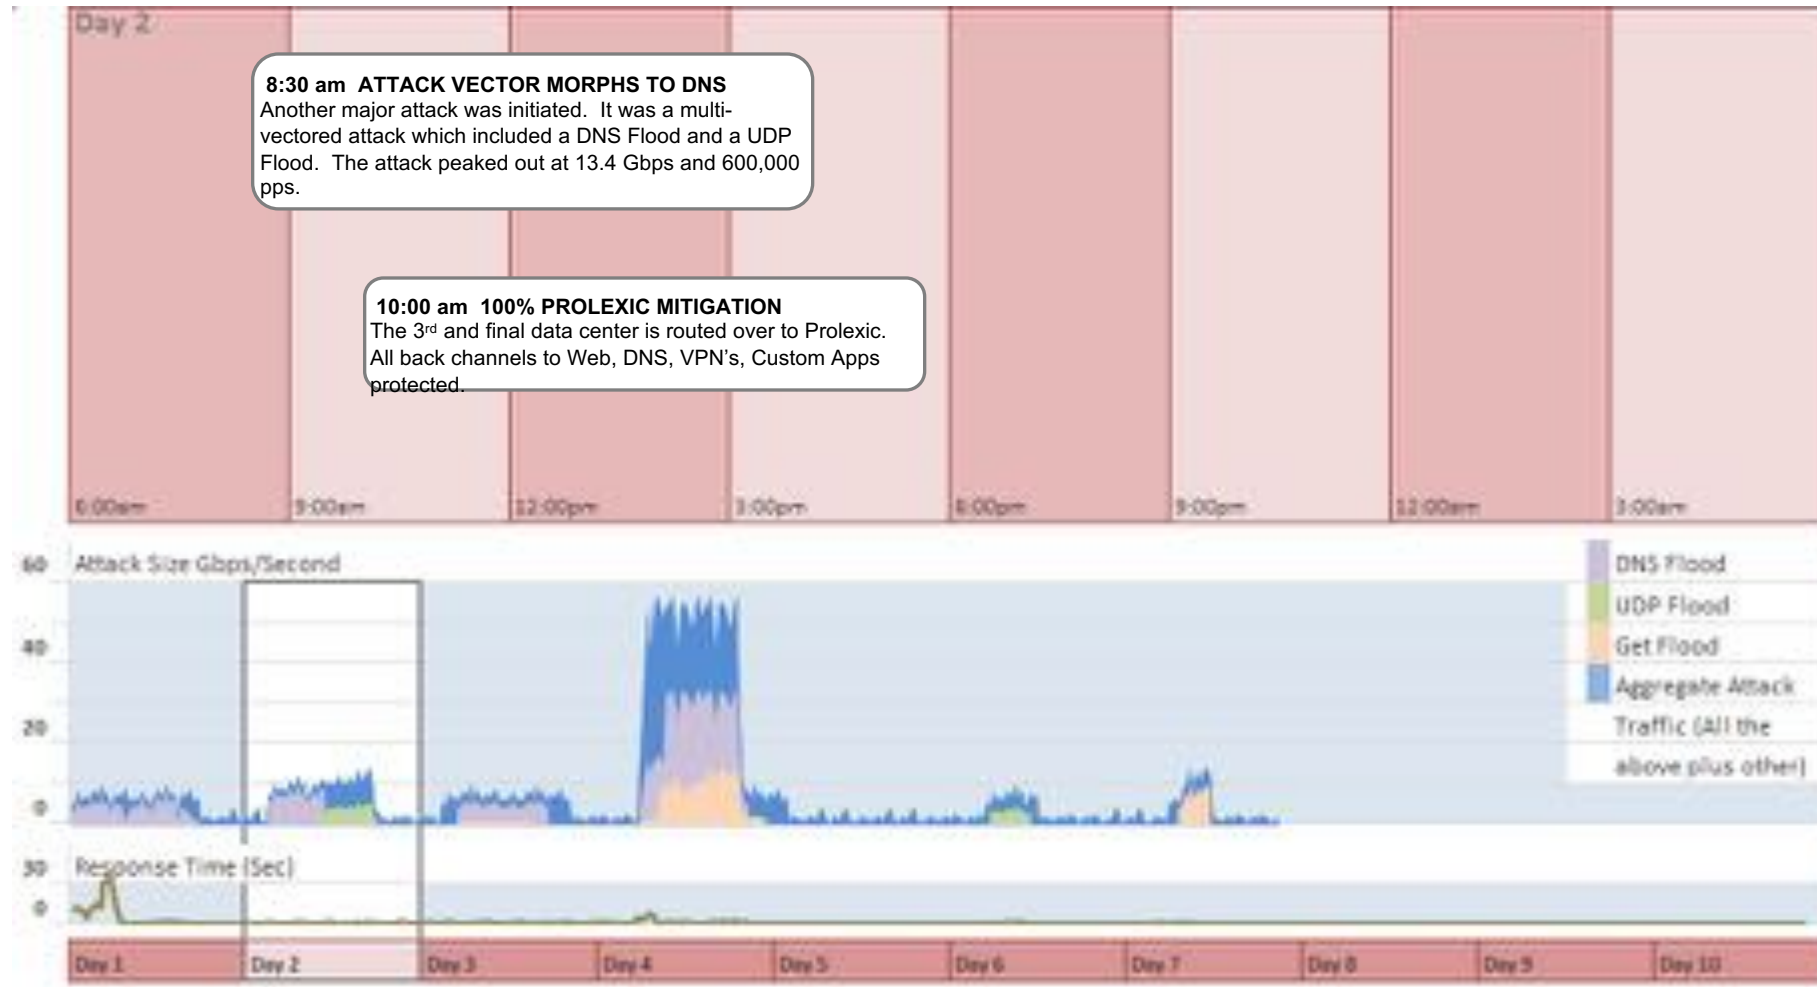 Day 2
8:30 am  ATTACK VECTOR MORPHS TO DNS
Another major attack was initiated.  It was a multi-
vectored attack which included a DNS Flood and a UDP
Flood.  The attack peaked out at 13.4 Gbps and 600,000
pps.
10:00 am  100% PROLEXIC MITIGATION
The 3rd and final data center is routed over to Prolexic.
All back channels to Web, DNS, VPN’s, Custom Apps
protected.
6:00am 9:00am 12:00pm 3:00pm 6:00pm 9:00pm 12:00am 3:00am
60 Attack Size Gbps/Second
40
20
0
DNS Flood
UDP Flood
Get Flood
Aggregate Attack
Traffic (All the
above plus other)
30 Response Time (Sec)
0
Day 1 Day 2 Day 3 Day 4 Day 5 Day 6 Day 7 Day 8 Day 9 Day 10